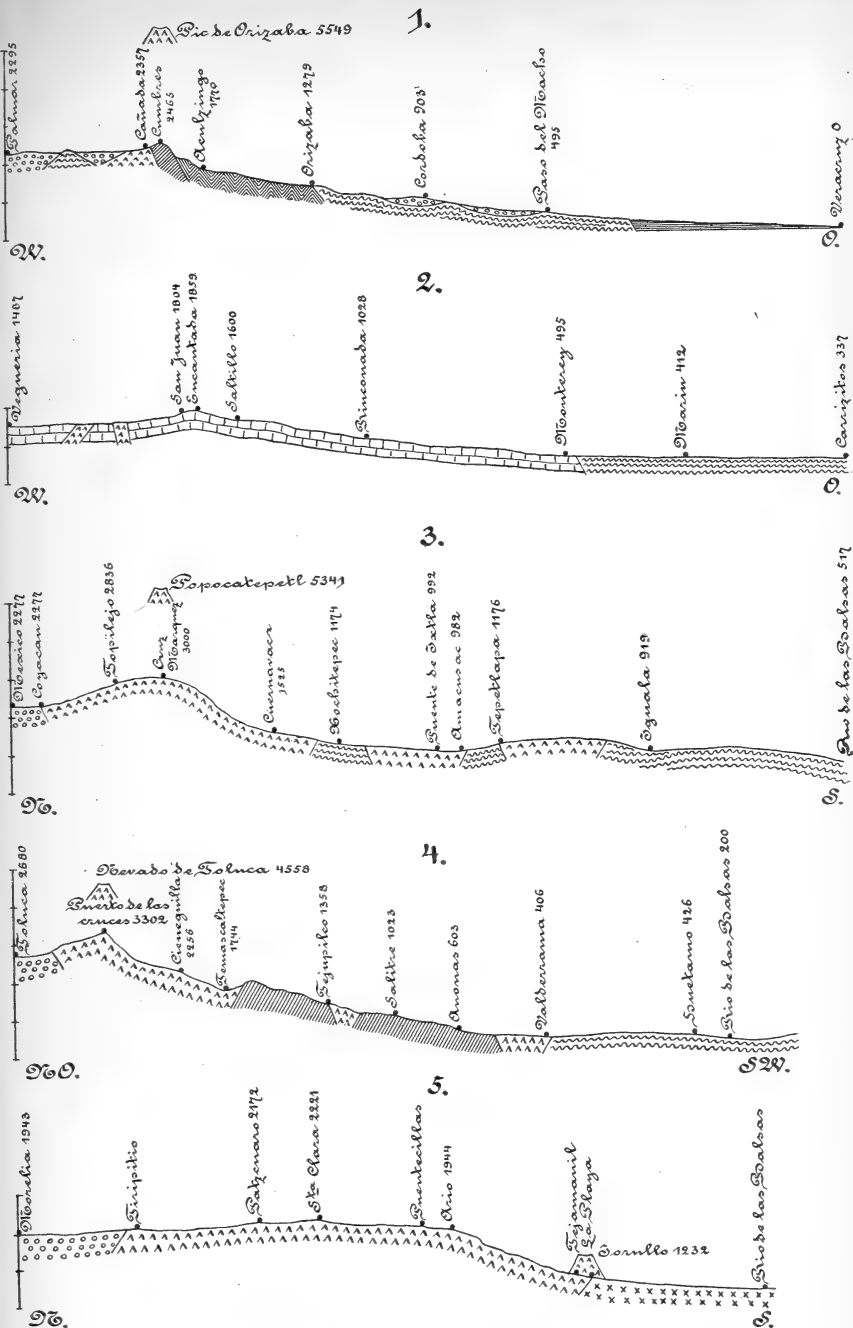 1.
Pic de Orizaba 5549
Palmar 2295
Cañada 2357
Cumbres
2465
Acultzingo
1770
Orizaba 1279
Cordoba 903
Paso del Macho
495
Veracruz 0
W.
O.
2.
San Juan 1804
Encantada 1859
Saltillo 1600
Rinconada 1028
Monterey 495
Marin 412
Carizitos 337
W.
O.
3.
Popocatepetl 5341
Mexico 2277
Coyacan 2277
Topilejo 2836
Cruz
Marquez
3000
Cuernavaca
1525
Xochitepec 1174
Puente de Ixtla 992
Amacusac 982
Tepetlapa 1176
Iguala 919
Rio de las Balsas 517
N.
S.
4.
Nevado de Toluca 4558
Toluca 2680
Puerto de las
cruces 3302
Cieneguilla
2256
Temascaltepec
1744
Tejupilco 1358
Salitre 1023
Ananas 603
Valderrama 406
Huetamo 426
Rio de las Balsas 200
NO.
SW.
5.
Morelia 1943
Tiripitio
Patzcuaro 2172
Sta Clara 2221
Puentecillas
Ario 1944
Tejamanil
La Playa
Jorullo 1232
Rio de las Balsas
N.
S.